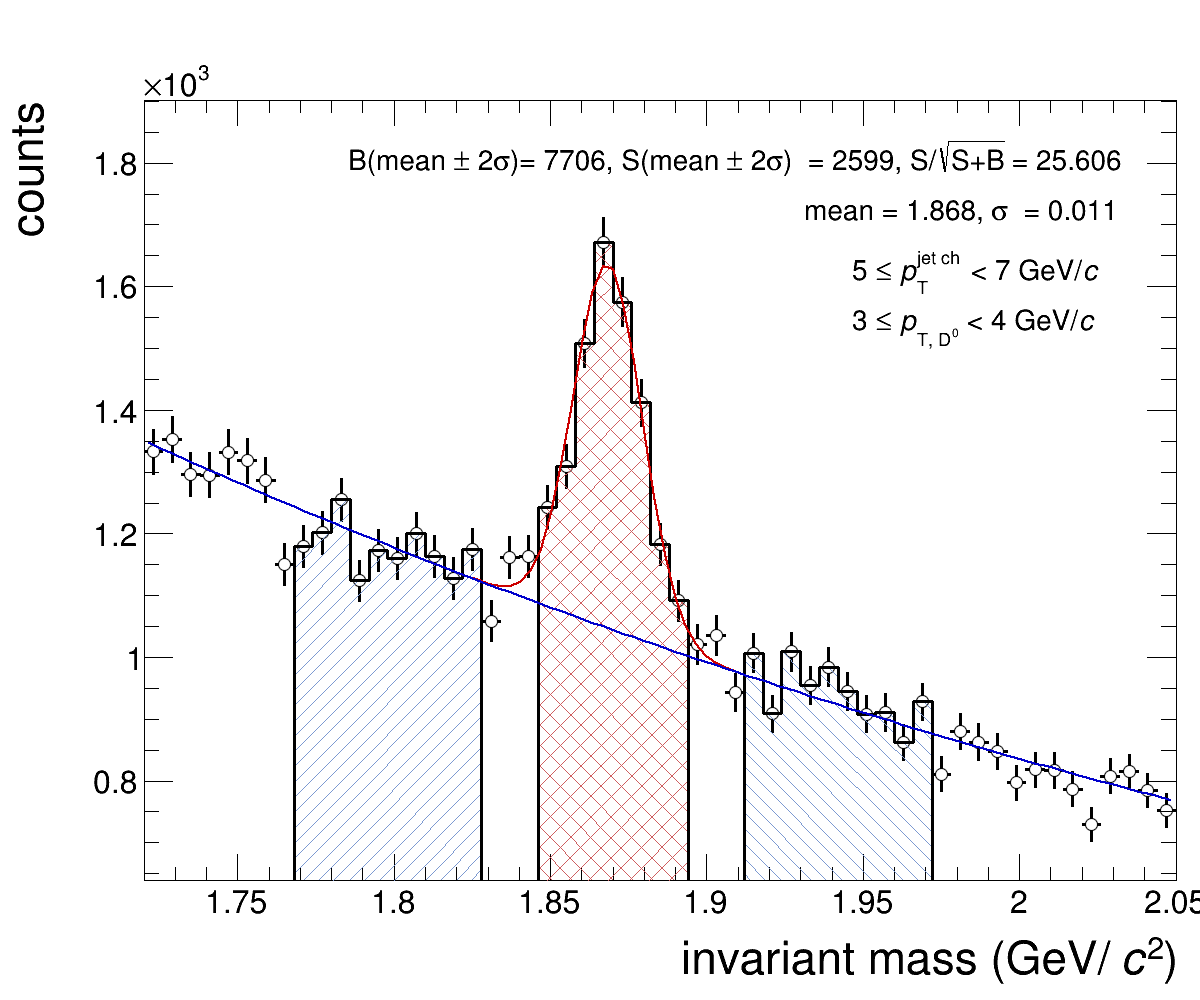 ×10³
counts
B(mean ± 2σ)= 7706, S(mean ± 2σ) = 2599, S/√S+B = 25.606
mean = 1.868, σ = 0.011
5 ≤ p_T^jet ch < 7 GeV/c
3 ≤ p_T, D⁰ < 4 GeV/c
1.8
1.6
1.4
1.2
1
0.8
1.75 1.8 1.85 1.9 1.95 2 2.05
invariant mass (GeV/ c²)